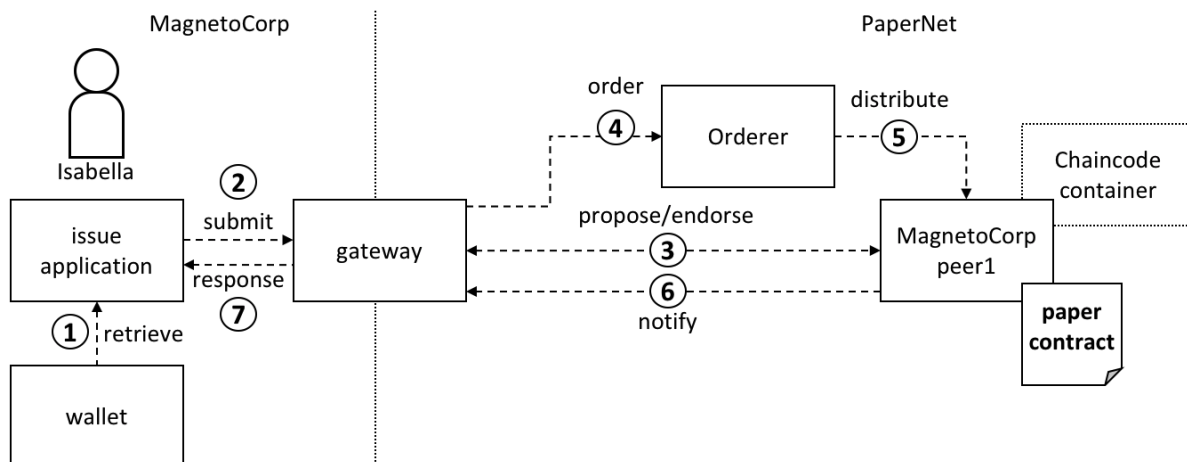 MagnetoCorp
PaperNet
Isabella
issue
application
1
retrieve
wallet
2
submit
response
7
gateway
order
4
Orderer
distribute
5
propose/endorse
3
6
notify
MagnetoCorp
peer1
Chaincode
container
paper
contract